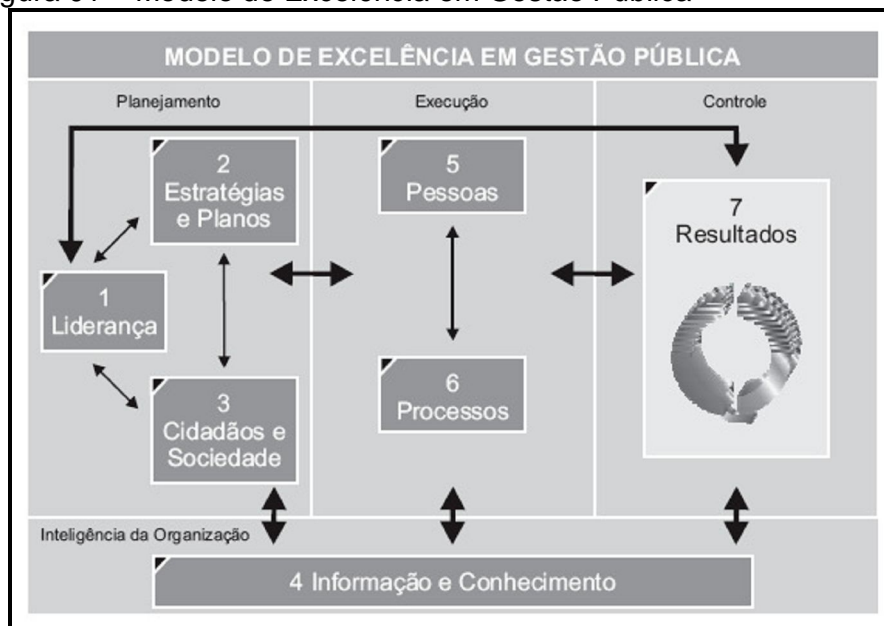 MODELO DE EXCELÊNCIA EM GESTÃO PÚBLICA
Planejamento
Execução
Controle
2
Estratégias
e Planos
5
Pessoas
7
Resultados
1
Liderança
3
Cidadãos e
Sociedade
6
Processos
Inteligência da Organização
4 Informação e Conhecimento